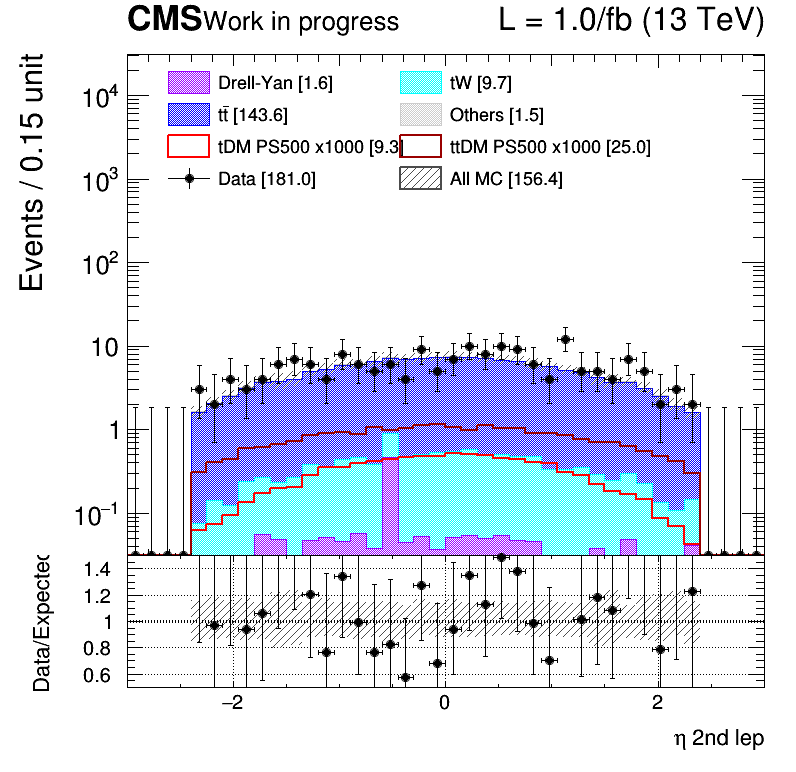 CMS Work in progress L = 1.0/fb (13 TeV)
Events / 0.15 unit
Drell-Yan [1.6] tW [9.7]
tt̄ [143.6] Others [1.5]
tDM PS500 x1000 [9.3 ttDM PS500 x1000 [25.0]
Data [181.0] All MC [156.4]
10⁴
10³
10²
10
1
10⁻¹
Data/Expected
1.4
1.2
1
0.8
0.6
−2 0 2
η 2nd lep